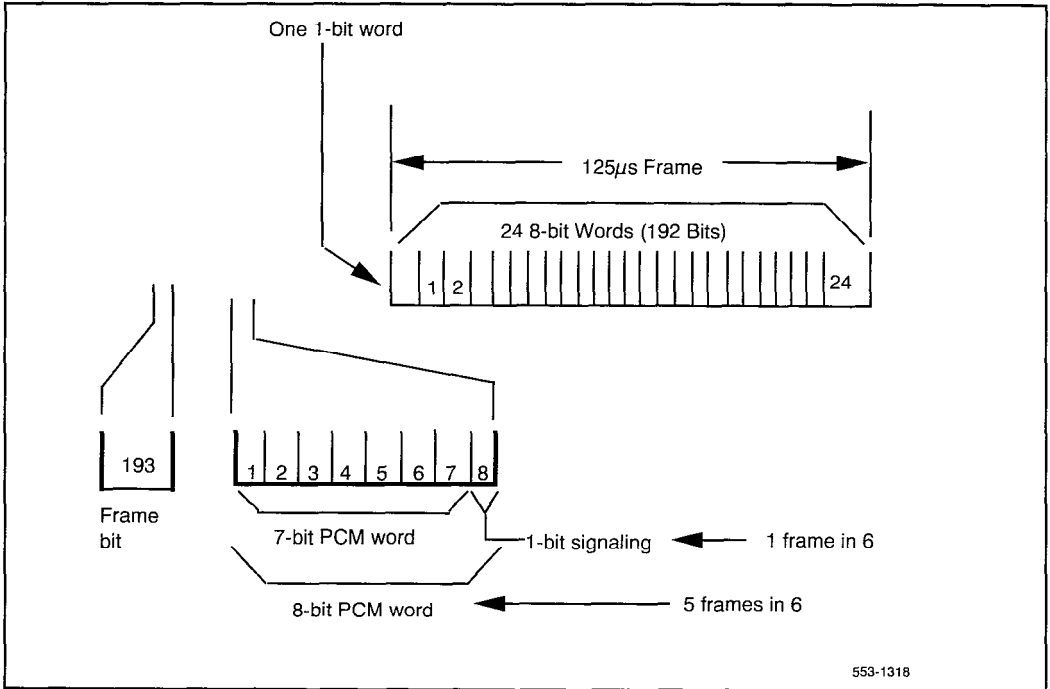 One 1-bit word
125µs Frame
24 8-bit Words (192 Bits)
1 2 24
193 1 2 3 4 5 6 7 8
Frame
bit
7-bit PCM word 1-bit signaling 1 frame in 6
8-bit PCM word 5 frames in 6
553-1318